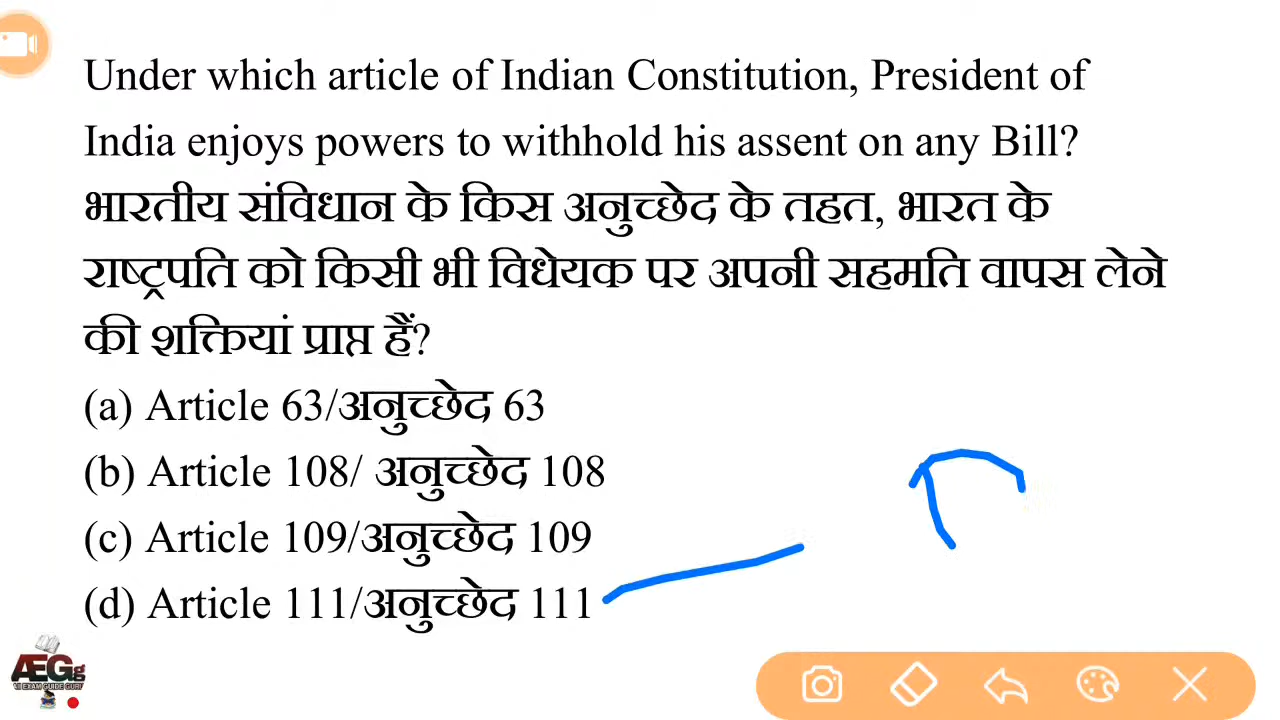 Under which article of Indian Constitution, President of
India enjoys powers to withhold his assent on any Bill?
भारतीय संविधान के किस अनुच्छेद के तहत, भारत के
राष्ट्रपति को किसी भी विधेयक पर अपनी सहमति वापस लेने
की शक्तियां प्राप्त हैं?
(a) Article 63/अनुच्छेद 63
(b) Article 108/ अनुच्छेद 108
(c) Article 109/अनुच्छेद 109
(d) Article 111/अनुच्छेद 111
ÆGg